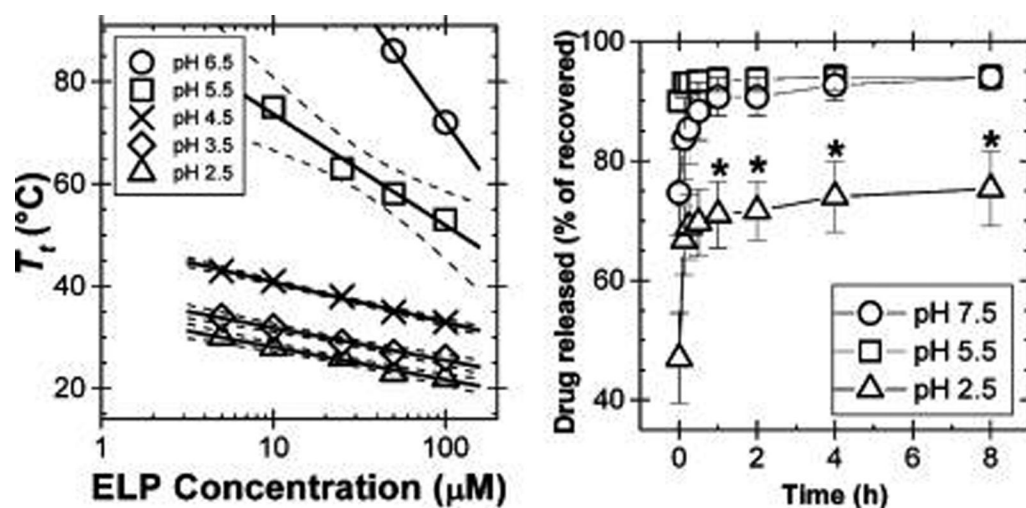 80
60
40
20
T_t (°C)
pH 6.5
pH 5.5
pH 4.5
pH 3.5
pH 2.5
1
10
100
ELP Concentration (μM)
100
80
60
40
Drug released (% of recovered)
*
*
*
*
pH 7.5
pH 5.5
pH 2.5
0
2
4
6
8
Time (h)